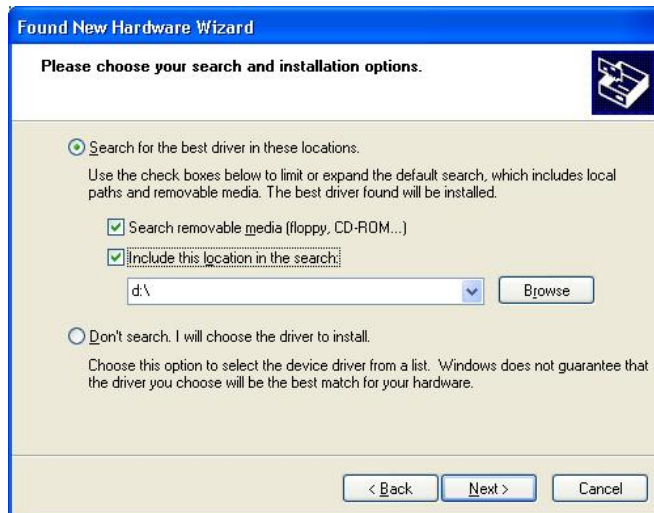 Found New Hardware Wizard
Please choose your search and installation options.
Search for the best driver in these locations.
Use the check boxes below to limit or expand the default search, which includes local
paths and removable media. The best driver found will be installed.
Search removable media (floppy, CD-ROM...)
Include this location in the search:
d:\
Browse
Don't search. I will choose the driver to install.
Choose this option to select the device driver from a list. Windows does not guarantee that
the driver you choose will be the best match for your hardware.
< Back
Next >
Cancel